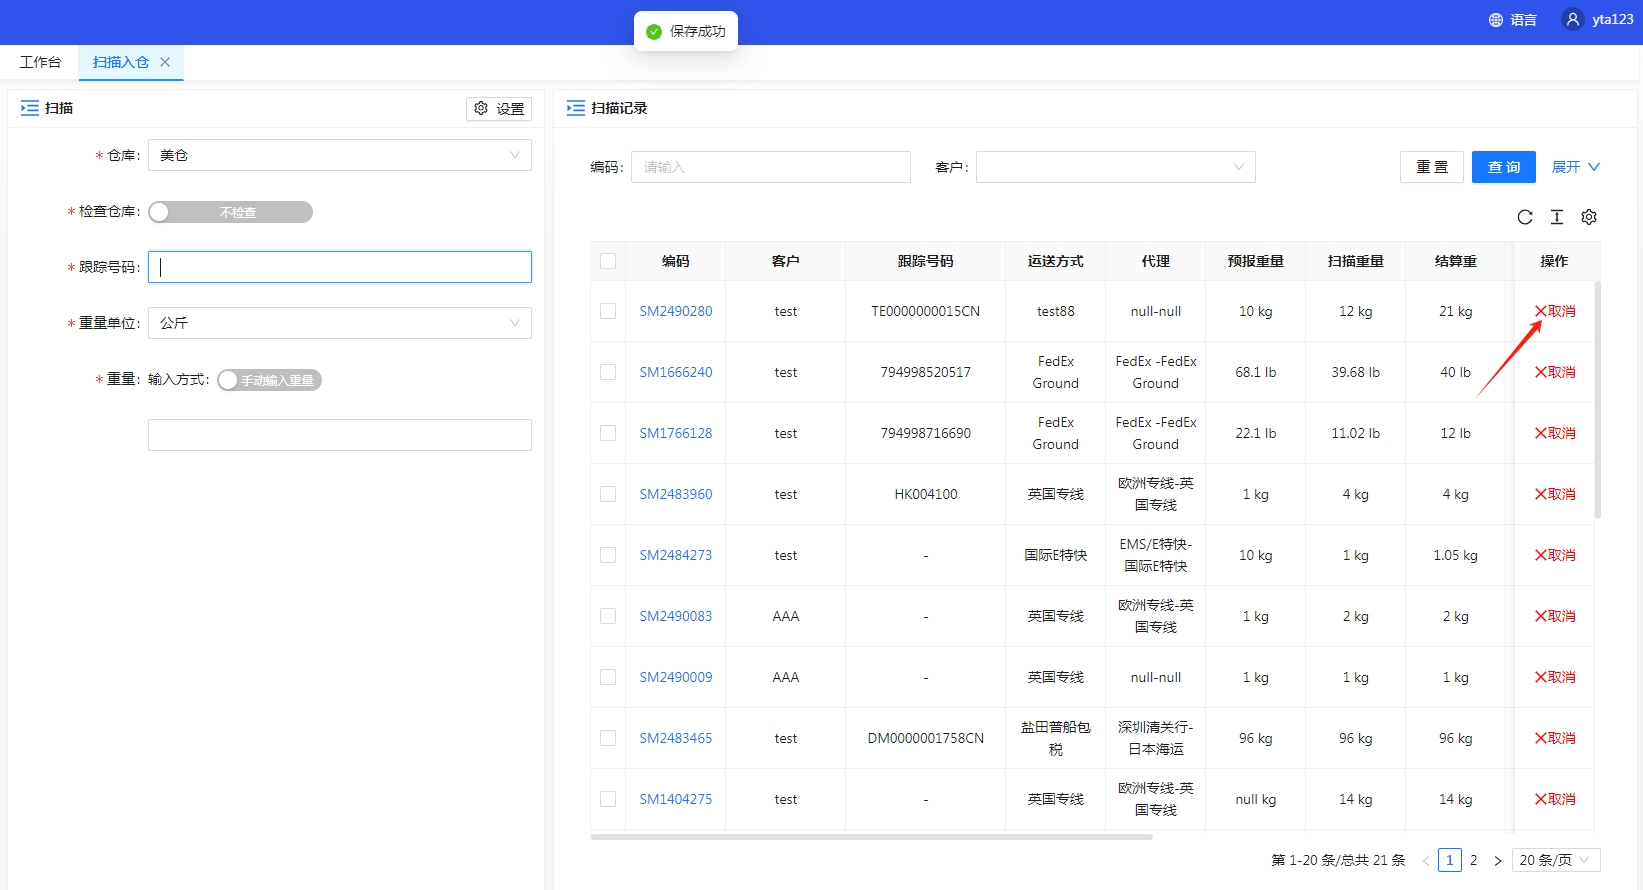 保存成功
语言
yta123
工作台
扫描入仓
扫描
设置
* 仓库:
美仓
* 检查仓库:
不检查
* 跟踪号码:
* 重量单位:
公斤
* 重量:
输入方式:
手动输入重量
扫描记录
编码:
请输入
客户:
重 置
查 询
展开
编码 客户 跟踪号码 运送方式 代理 预报重量 扫描重量 结算重 操作
SM2490280 test TE0000000015CN test88 null-null 10 kg 12 kg 21 kg 取消
SM1666240 test 794998520517 FedEx Ground FedEx -FedEx Ground 68.1 lb 39.68 lb 40 lb 取消
SM1766128 test 794998716690 FedEx Ground FedEx -FedEx Ground 22.1 lb 11.02 lb 12 lb 取消
SM2483960 test HK004100 英国专线 欧洲专线-英国专线 1 kg 4 kg 4 kg 取消
SM2484273 test - 国际E特快 EMS/E特快-国际E特快 10 kg 1 kg 1.05 kg 取消
SM2490083 AAA - 英国专线 欧洲专线-英国专线 1 kg 2 kg 2 kg 取消
SM2490009 AAA - 英国专线 null-null 1 kg 1 kg 1 kg 取消
SM2483465 test DM0000001758CN 盐田普船包税 深圳清关行-日本海运 96 kg 96 kg 96 kg 取消
SM1404275 test - 英国专线 欧洲专线-英国专线 null kg 14 kg 14 kg 取消
第 1-20 条/总共 21 条 < 1 2 > 20 条/页